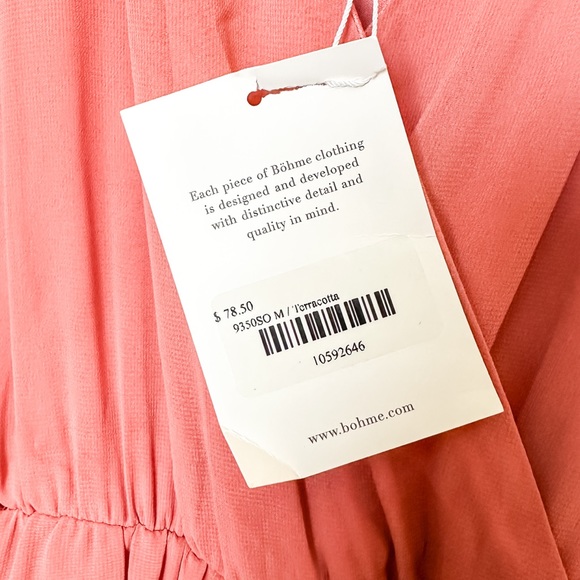 Each piece of Böhme clothing
is designed and developed
with distinctive detail and
quality in mind.
$ 78.50
9350SO M / Terracotta
10592646
www.bohme.com